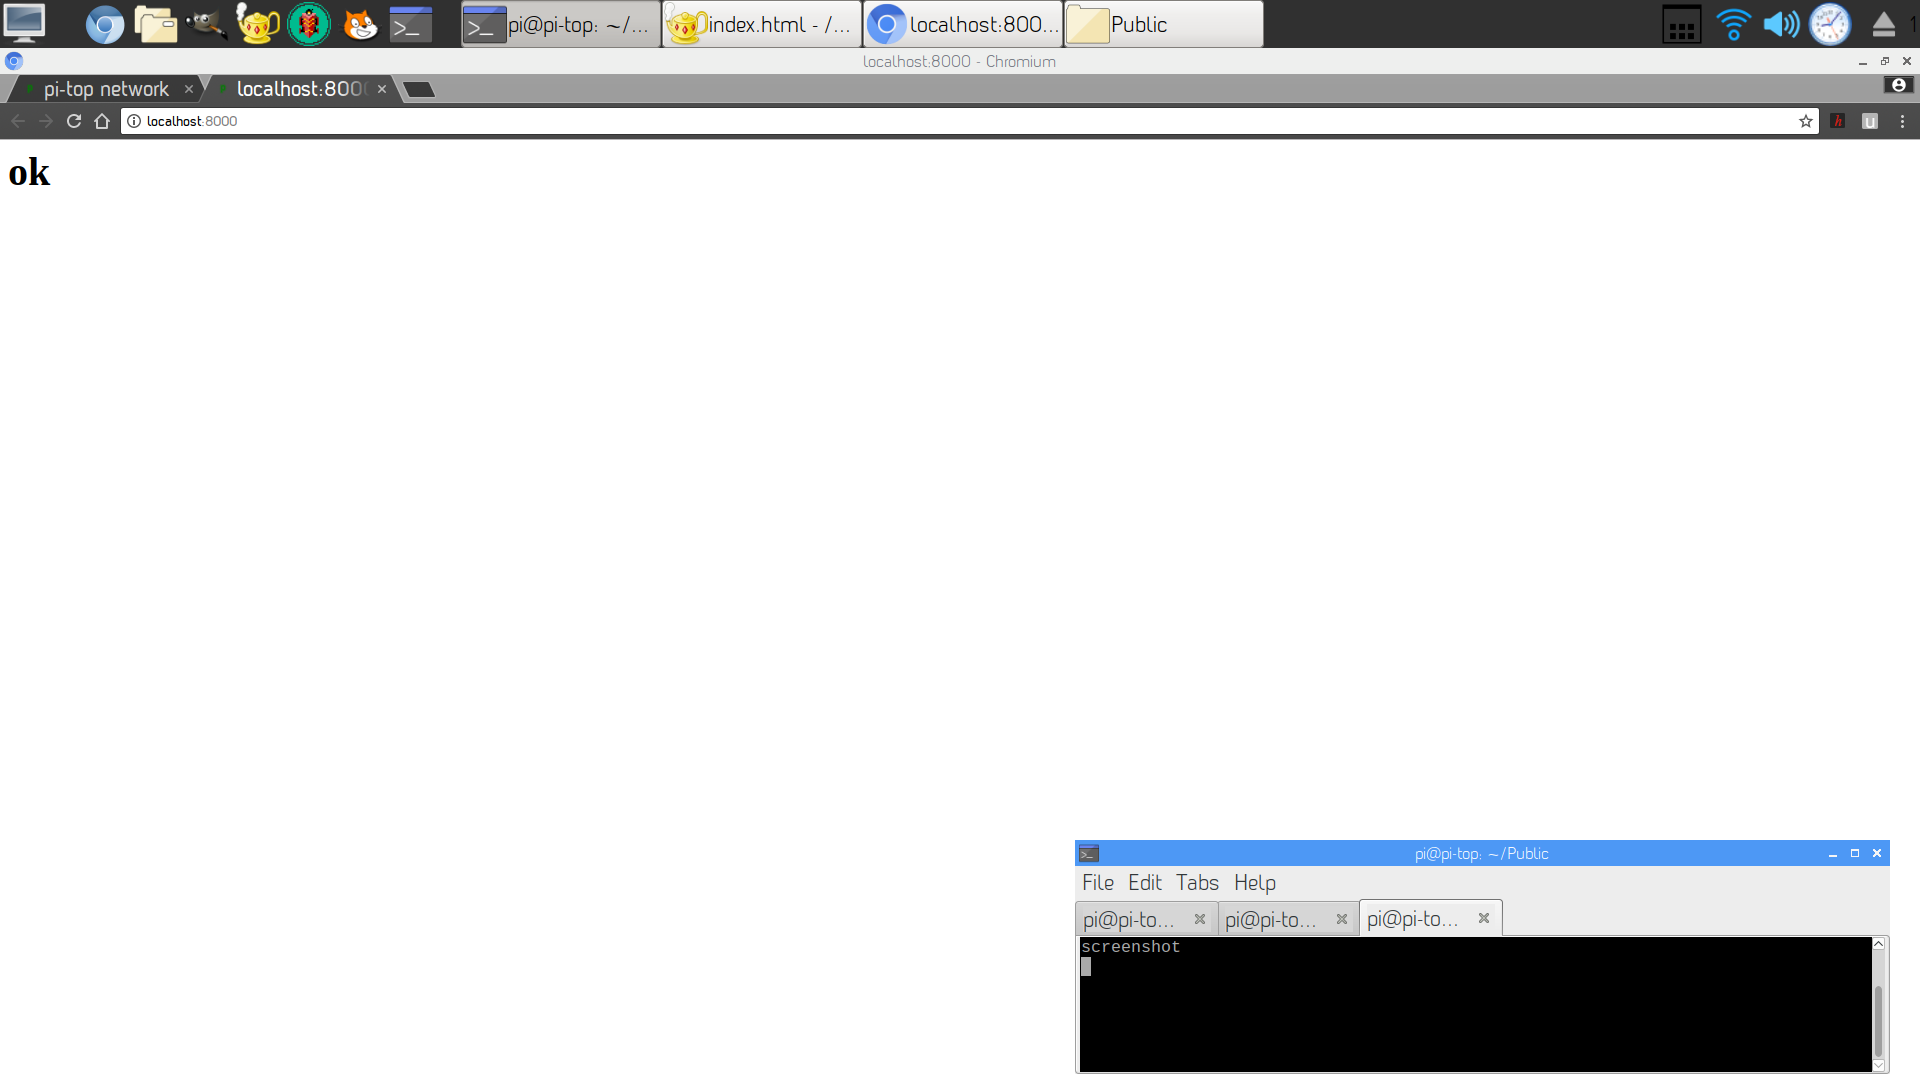 pi@pi-top: ~/...
index.html - /...
localhost:800...
Public
1
localhost:8000 - Chromium
pi-top network
localhost:800
localhost:8000
h
u
ok
pi@pi-top: ~/Public
File Edit Tabs Help
pi@pi-to...
pi@pi-to...
pi@pi-to...
screenshot